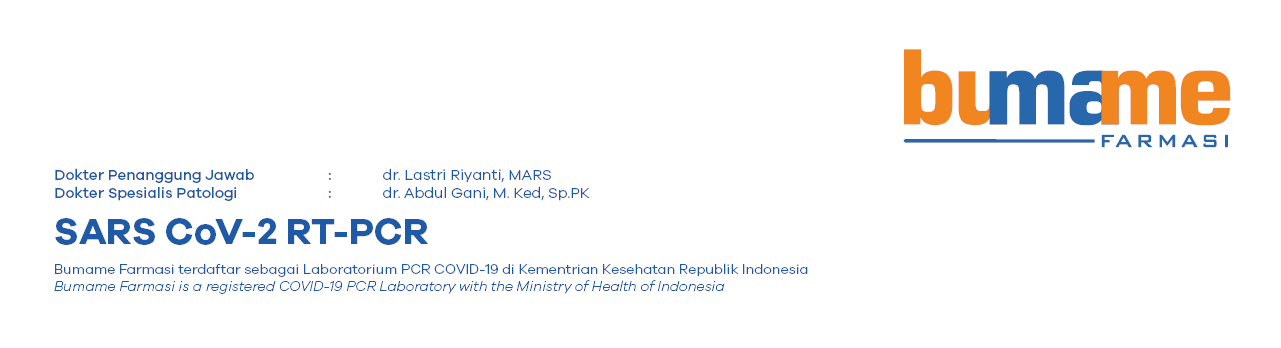 bumame
FARMASI
Dokter Penanggung Jawab : dr. Lastri Riyanti, MARS
Dokter Spesialis Patologi : dr. Abdul Gani, M. Ked, Sp.PK
SARS CoV-2 RT-PCR
Bumame Farmasi terdaftar sebagai Laboratorium PCR COVID-19 di Kementrian Kesehatan Republik Indonesia
Bumame Farmasi is a registered COVID-19 PCR Laboratory with the Ministry of Health of Indonesia